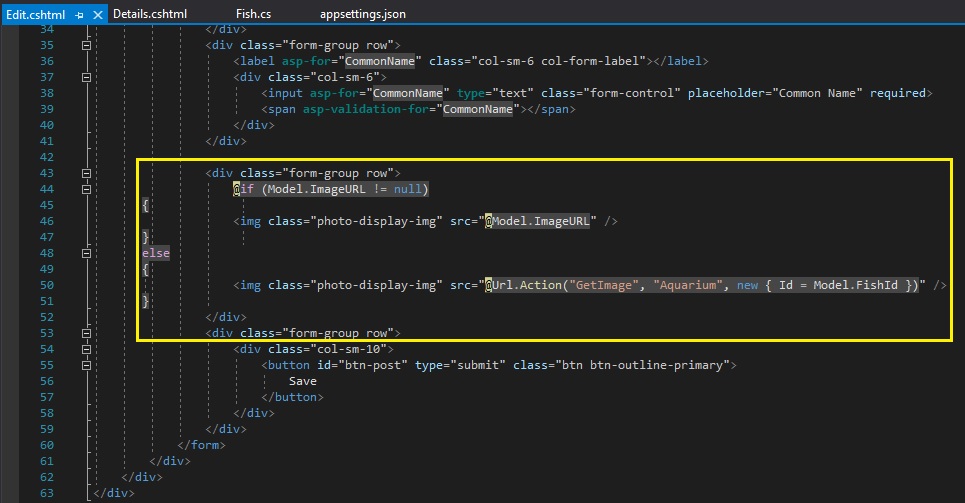 Edit.cshtml Details.cshtml Fish.cs appsettings.json
34 </div>
35 <div class="form-group row">
36 <label asp-for="CommonName" class="col-sm-6 col-form-label"></label>
37 <div class="col-sm-6">
38 <input asp-for="CommonName" type="text" class="form-control" placeholder="Common Name" required>
39 <span asp-validation-for="CommonName"></span>
40 </div>
41 </div>
42
43 <div class="form-group row">
44 @if (Model.ImageURL != null)
45 {
46 <img class="photo-display-img" src="@Model.ImageURL" />
47 }
48 else
49 {
50 <img class="photo-display-img" src="@Url.Action("GetImage", "Aquarium", new { Id = Model.FishId })" />
51 }
52 </div>
53 <div class="form-group row">
54 <div class="col-sm-10">
55 <button id="btn-post" type="submit" class="btn btn-outline-primary">
56 Save
57 </button>
58 </div>
59 </div>
60 </form>
61 </div>
62 </div>
63 </div>